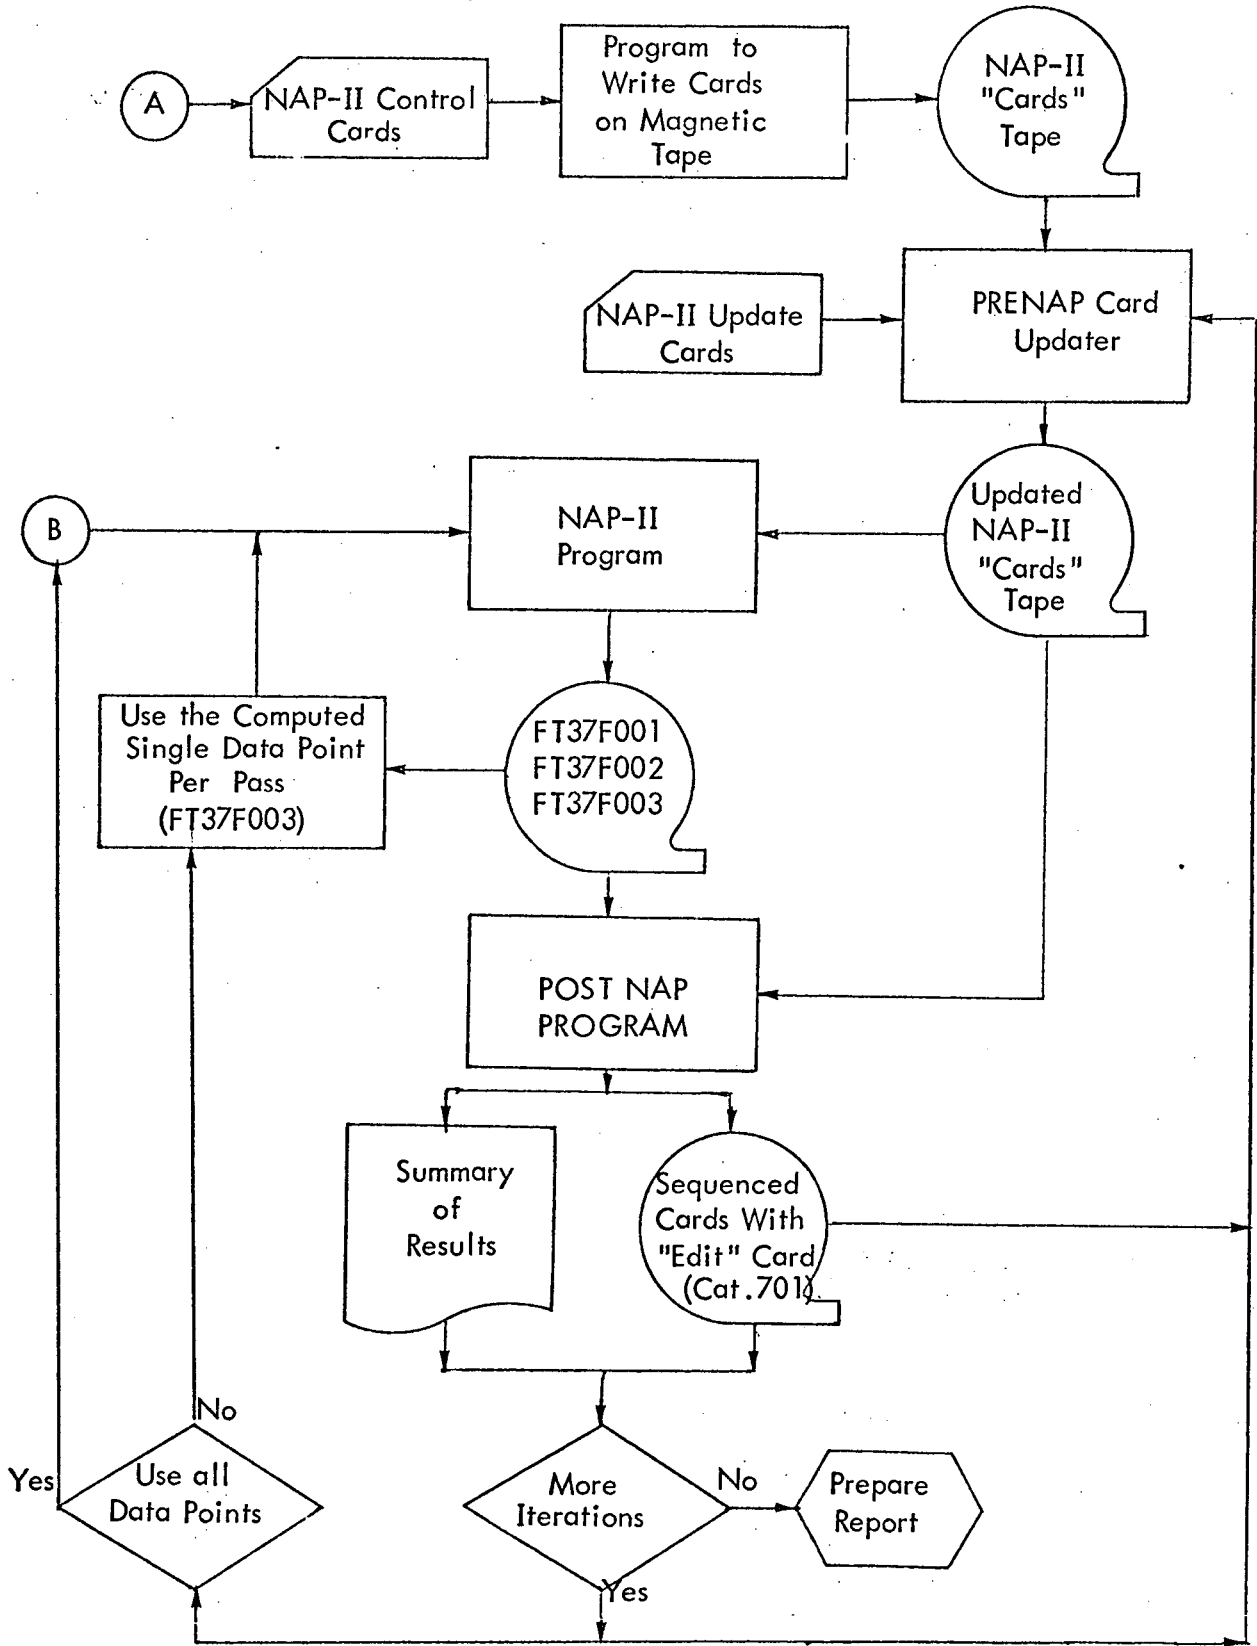 A
NAP-II Control
Cards
Program to
Write Cards
on Magnetic
Tape
NAP-II
"Cards"
Tape
NAP-II Update
Cards
PRENAP Card
Updater
B
NAP-II
Program
Updated
NAP-II
"Cards"
Tape
Use the Computed
Single Data Point
Per Pass
(FT37F003)
FT37F001
FT37F002
FT37F003
POST NAP
PROGRAM
Summary
of
Results
Sequenced
Cards With
"Edit" Card
(Cat.701)
No
Yes
Use all
Data Points
More
Iterations
No
Prepare
Report
Yes